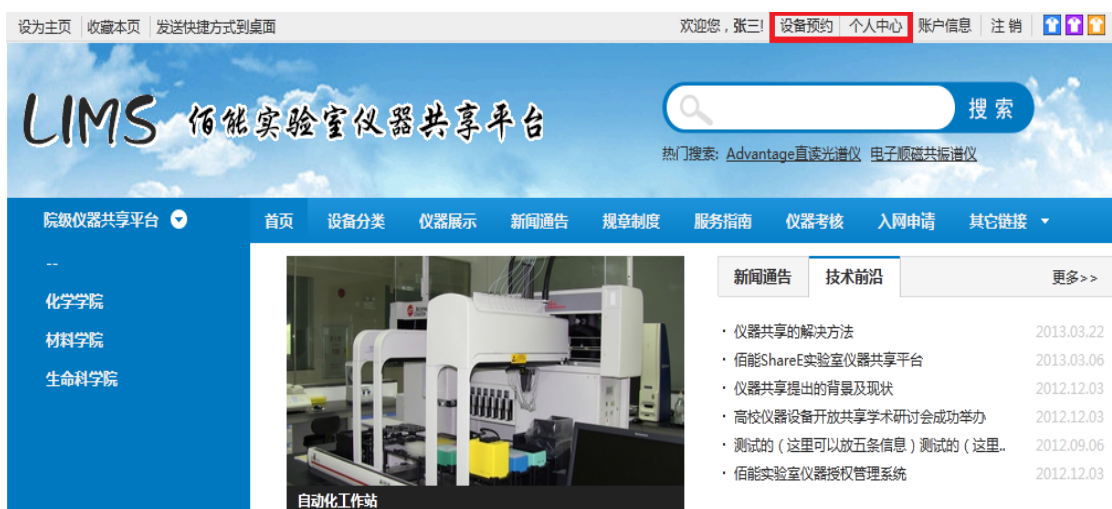 设为主页 收藏本页 发送快捷方式到桌面 欢迎您，张三! 设备预约 个人中心 账户信息 注 销
LIMS 佰能实验室仪器共享平台
搜 索
热门搜索: Advantage直读光谱仪 电子顺磁共振谱仪
院级仪器共享平台 首页 设备分类 仪器展示 新闻通告 规章制度 服务指南 仪器考核 入网申请 其它链接
--
化学学院
材料学院
生命科学院
新闻通告 技术前沿 更多>>
· 仪器共享的解决方法 2013.03.22
· 佰能ShareE实验室仪器共享平台 2013.03.06
· 仪器共享提出的背景及现状 2012.12.03
· 高校仪器设备开放共享学术研讨会成功举办 2012.12.03
· 测试的（这里可以放五条信息）测试的（这里.. 2012.09.06
· 佰能实验室仪器授权管理系统 2012.12.03
自动化工作站